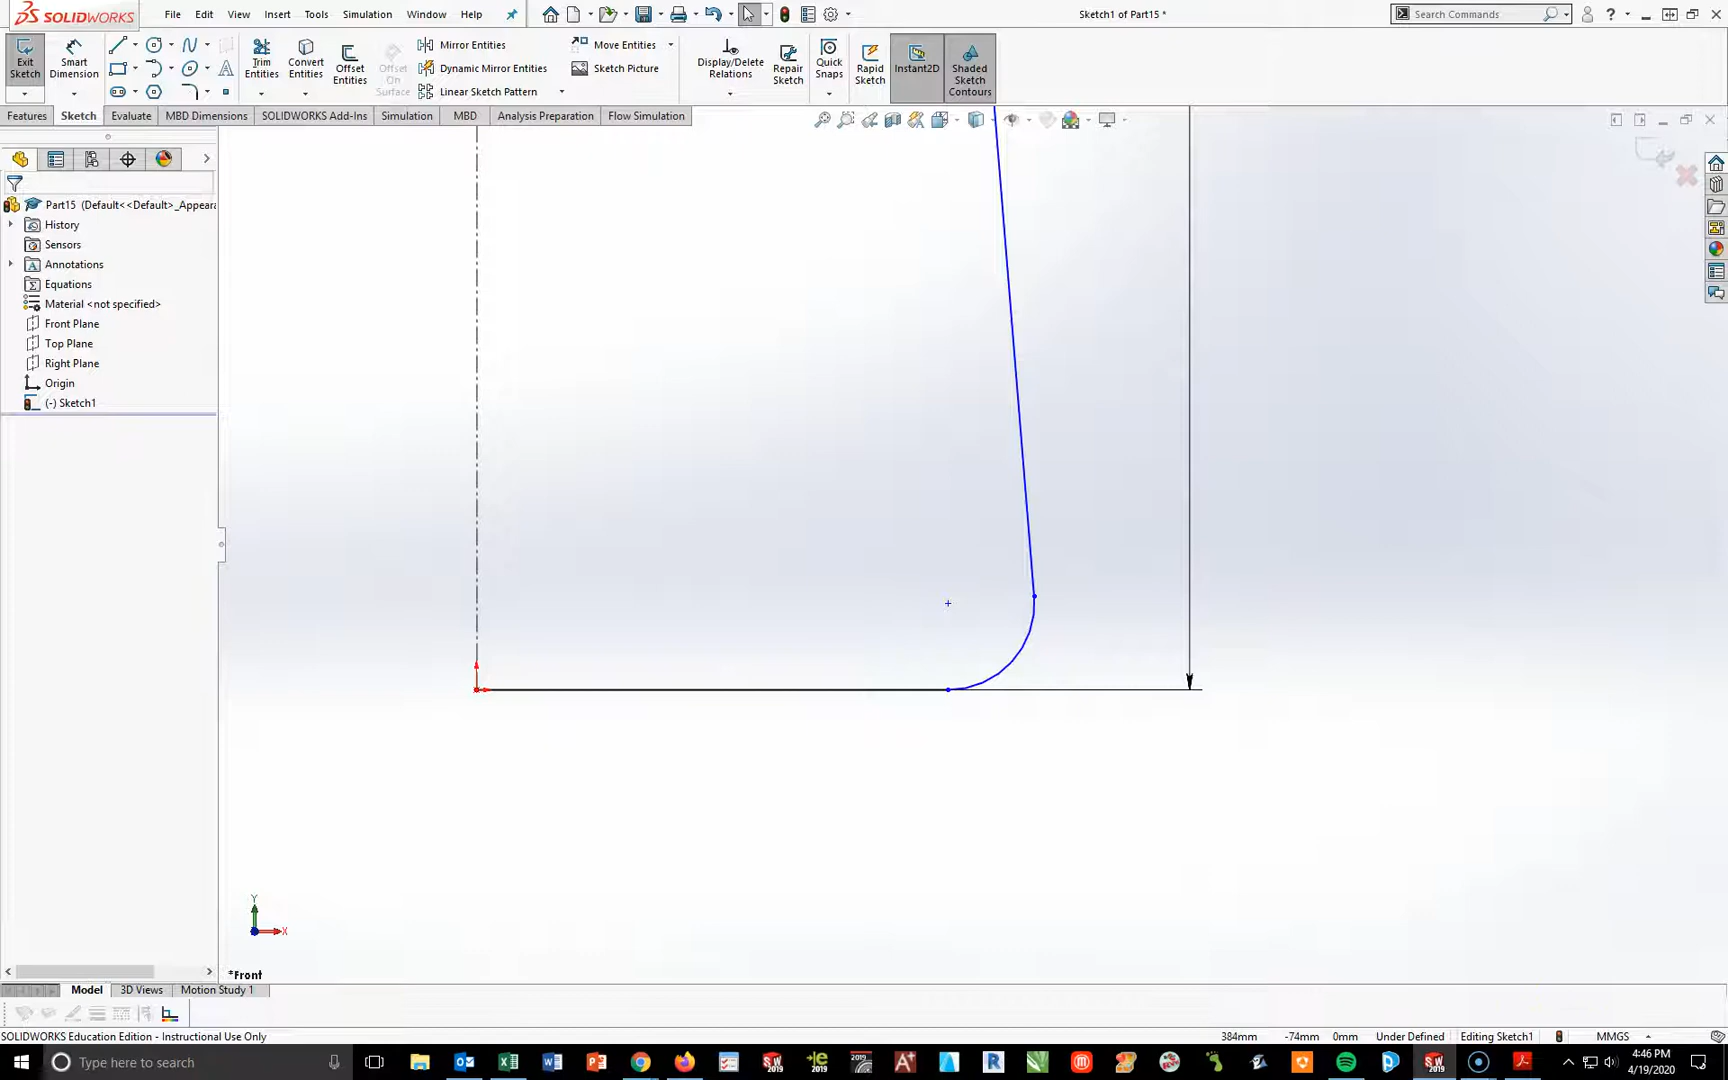 SOLIDWORKS File Edit View Insert Tools Simulation Window Help Sketch1 of Part15 * Search Commands
Exit Sketch Smart Dimension Trim Entities Convert Entities Offset Entities Offset On Surface Mirror Entities Dynamic Mirror Entities Linear Sketch Pattern Move Entities Sketch Picture Display/Delete Relations Repair Sketch Quick Snaps Rapid Sketch Instant2D Shaded Sketch Contours
Features Sketch Evaluate MBD Dimensions SOLIDWORKS Add-Ins Simulation MBD Analysis Preparation Flow Simulation
Part15 (Default<<Default>_Appeara
History
Sensors
Annotations
Equations
Material <not specified>
Front Plane
Top Plane
Right Plane
Origin
(-) Sketch1
Y
X
*Front
Model 3D Views Motion Study 1
SOLIDWORKS Education Edition - Instructional Use Only 384mm -74mm 0mm Under Defined Editing Sketch1 MMGS
Type here to search 4:46 PM
4/19/2020